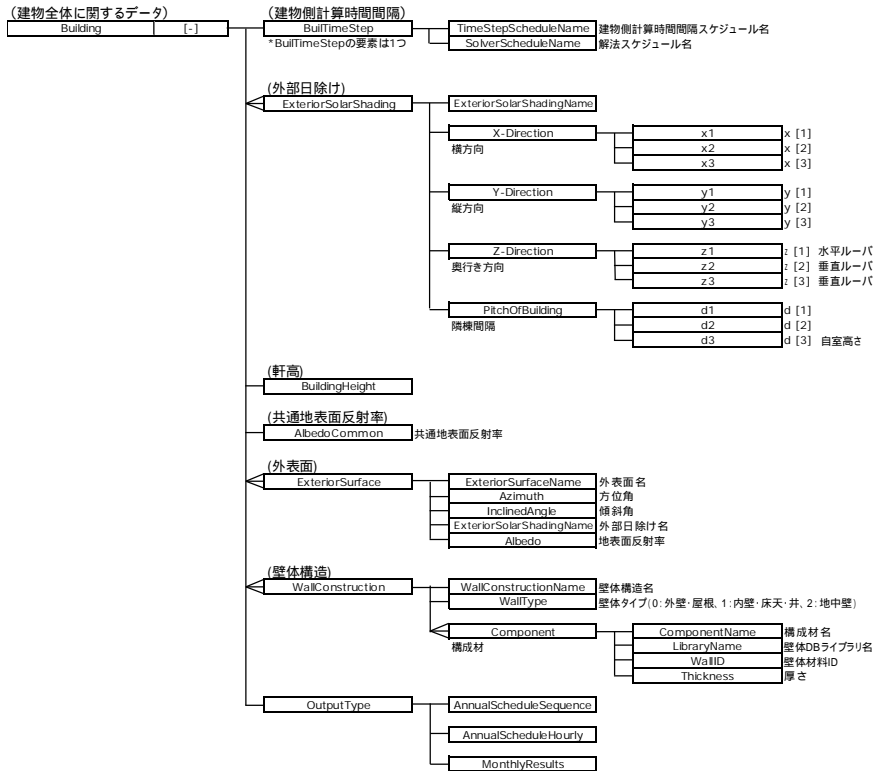 (建物全体に関するデータ) (建物側計算時間間隔)
Building [-] BuilTimeStep TimeStepScheduleName 建物側計算時間間隔スケジュール名
*BuilTimeStepの要素は1つ SolverScheduleName 解法スケジュール名
(外部日除け)
ExteriorSolarShading ExteriorSolarShadingName
X-Direction x1 x [1]
横方向 x2 x [2]
x3 x [3]
Y-Direction y1 y [1]
縦方向 y2 y [2]
y3 y [3]
Z-Direction z1 z [1] 水平ルーバ
奥行き方向 z2 z [2] 垂直ルーバ
z3 z [3] 垂直ルーバ
PitchOfBuilding d1 d [1]
隣棟間隔 d2 d [2]
d3 d [3] 自室高さ
(軒高)
BuildingHeight
(共通地表面反射率)
AlbedoCommon 共通地表面反射率
(外表面)
ExteriorSurface ExteriorSurfaceName 外表面名
Azimuth 方位角
InclinedAngle 傾斜角
ExteriorSolarShadingName 外部日除け名
Albedo 地表面反射率
(壁体構造)
WallConstruction WallConstructionName 壁体構造名
WallType 壁体タイプ(0:外壁・屋根、1:内壁・床天・井、2:地中壁)
Component ComponentName 構成材名
構成材 LibraryName 壁体DBライブラリ名
WallID 壁体材料ID
Thickness 厚さ
OutputType AnnualScheduleSequence
AnnualScheduleHourly
MonthlyResults